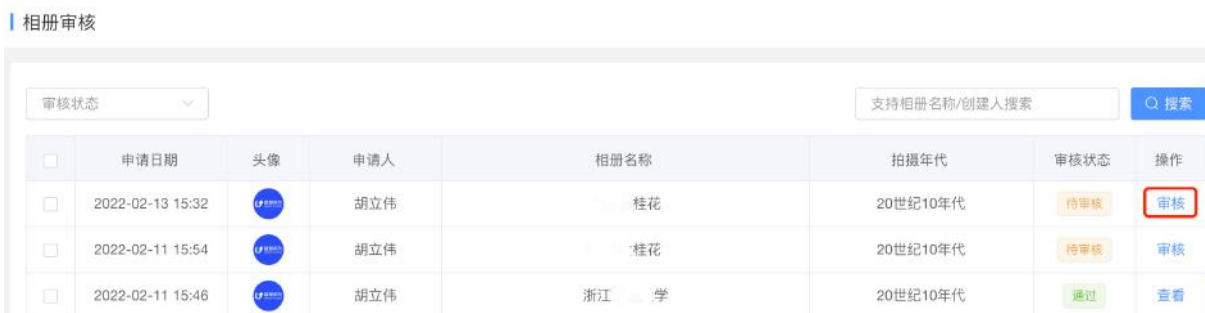 相册审核
审核状态
支持相册名称/创建人搜索 搜索
申请日期 头像 申请人 相册名称 拍摄年代 审核状态 操作
2022-02-13 15:32 胡立伟 桂花 20世纪10年代 待审核 审核
2022-02-11 15:54 胡立伟 桂花 20世纪10年代 待审核 审核
2022-02-11 15:46 胡立伟 浙江 学 20世纪10年代 通过 查看